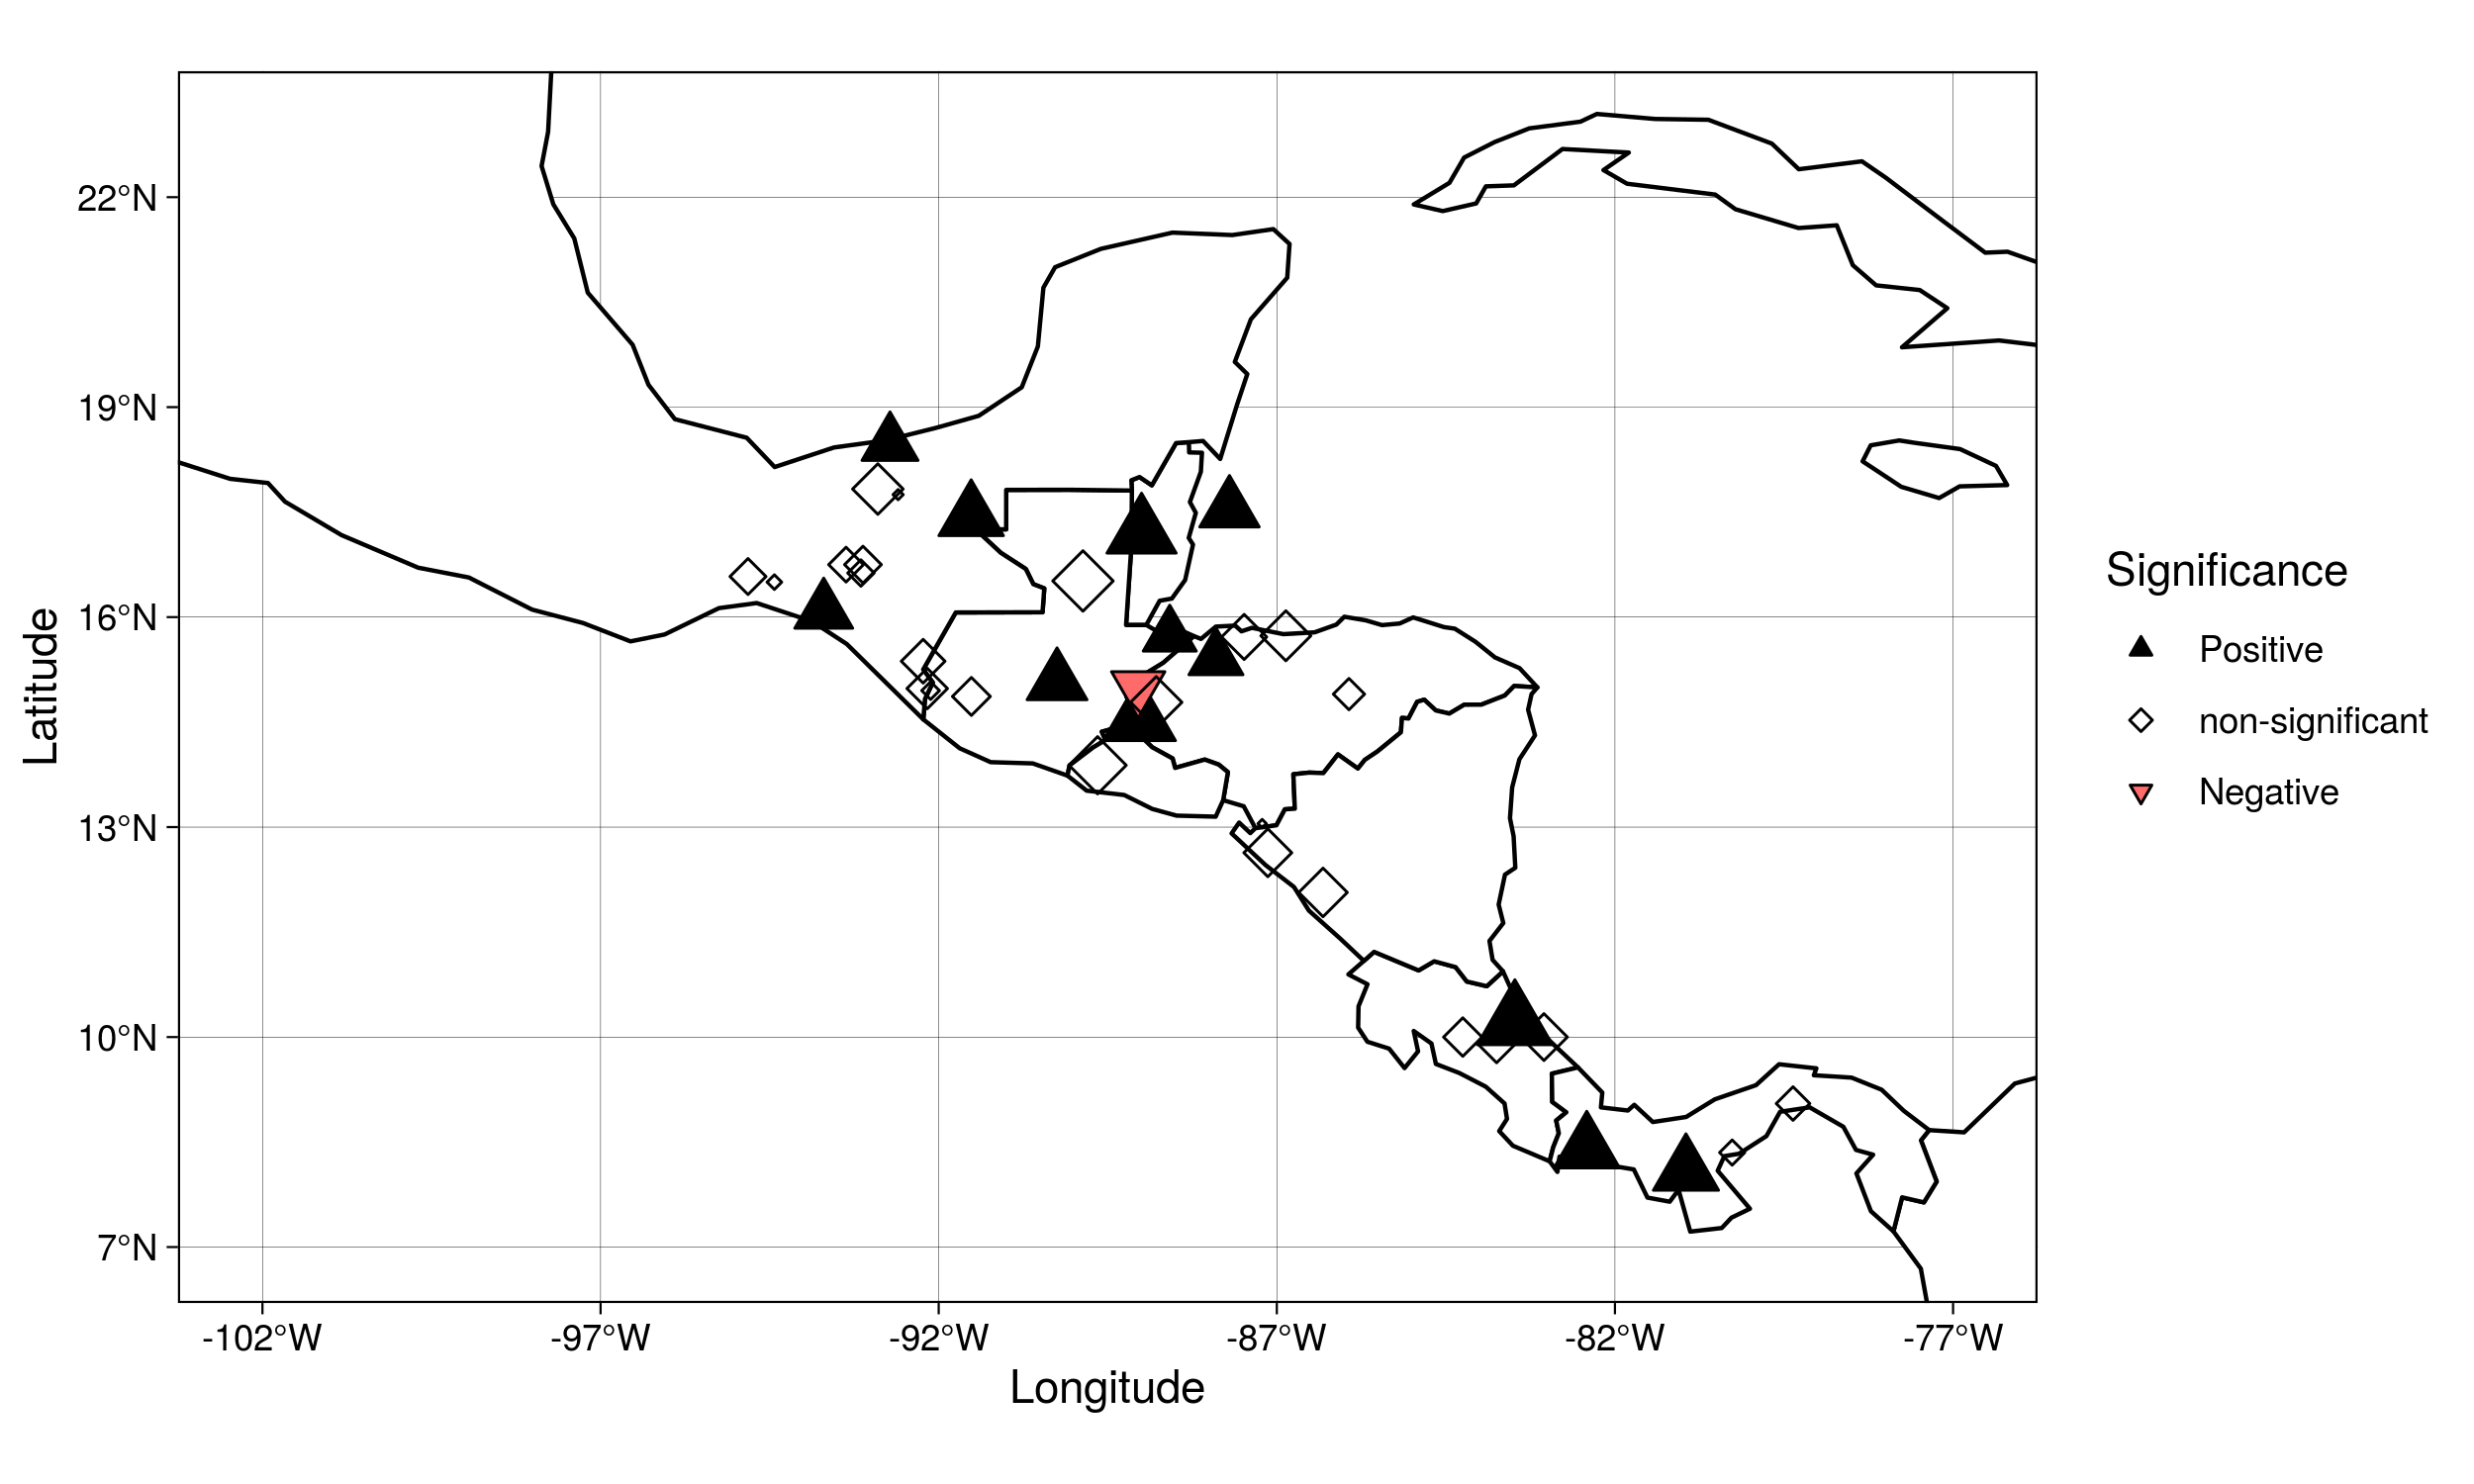 22°N
19°N
16°N
13°N
10°N
7°N
Latitude
-102°W
-97°W
-92°W
-87°W
-82°W
-77°W
Longitude
Significance
Positive
non-significant
Negative